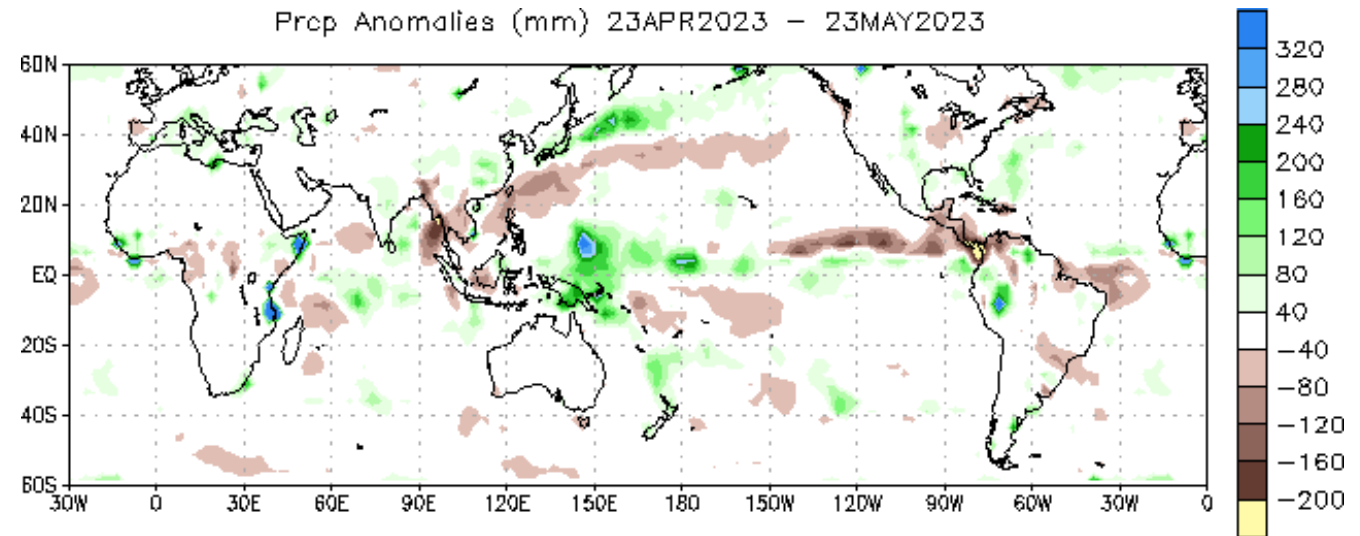 Prcp Anomalies (mm) 23APR2023 – 23MAY2023
60N
40N
20N
EQ
20S
40S
60S
30W 0 30E 60E 90E 120E 150E 180 150W 120W 90W 60W 30W 0
320
280
240
200
160
120
80
40
−40
−80
−120
−160
−200